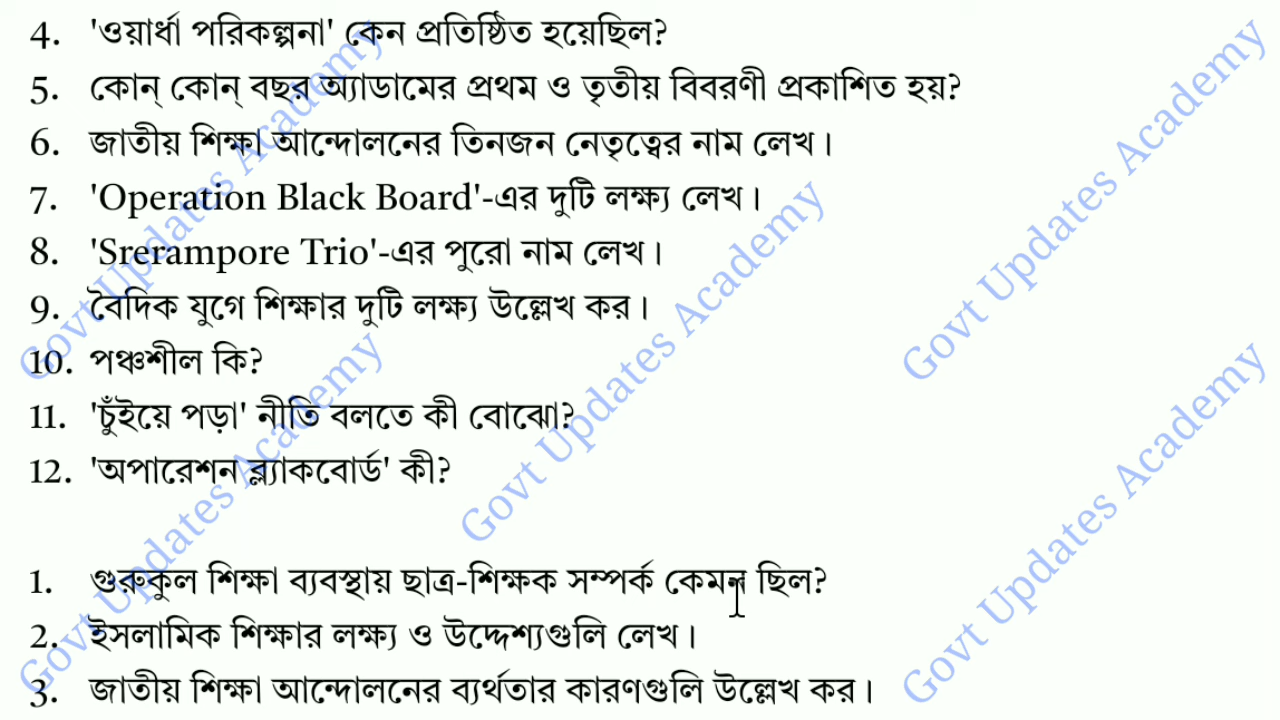 4. 'ওয়ার্ধা পরিকল্পনা' কেন প্রতিষ্ঠিত হয়েছিল?
5. কোন্ কোন্ বছর অ্যাডামের প্রথম ও তৃতীয় বিবরণী প্রকাশিত হয়?
6. জাতীয় শিক্ষা আন্দোলনের তিনজন নেতৃত্বের নাম লেখ।
7. 'Operation Black Board'-এর দুটি লক্ষ্য লেখ।
8. 'Srerampore Trio'-এর পুরো নাম লেখ।
9. বৈদিক যুগে শিক্ষার দুটি লক্ষ্য উল্লেখ কর।
10. পঞ্চশীল কি?
11. 'চুঁইয়ে পড়া' নীতি বলতে কী বোঝো?
12. 'অপারেশন ব্ল্যাকবোর্ড' কী?
1. গুরুকুল শিক্ষা ব্যবস্থায় ছাত্র-শিক্ষক সম্পর্ক কেমন ছিল?
2. ইসলামিক শিক্ষার লক্ষ্য ও উদ্দেশ্যগুলি লেখ।
3. জাতীয় শিক্ষা আন্দোলনের ব্যর্থতার কারণগুলি উল্লেখ কর।
Govt Updates Academy
Govt Updates Academy
Govt Updates Academy
Govt Updates Academy
Govt Updates Academy